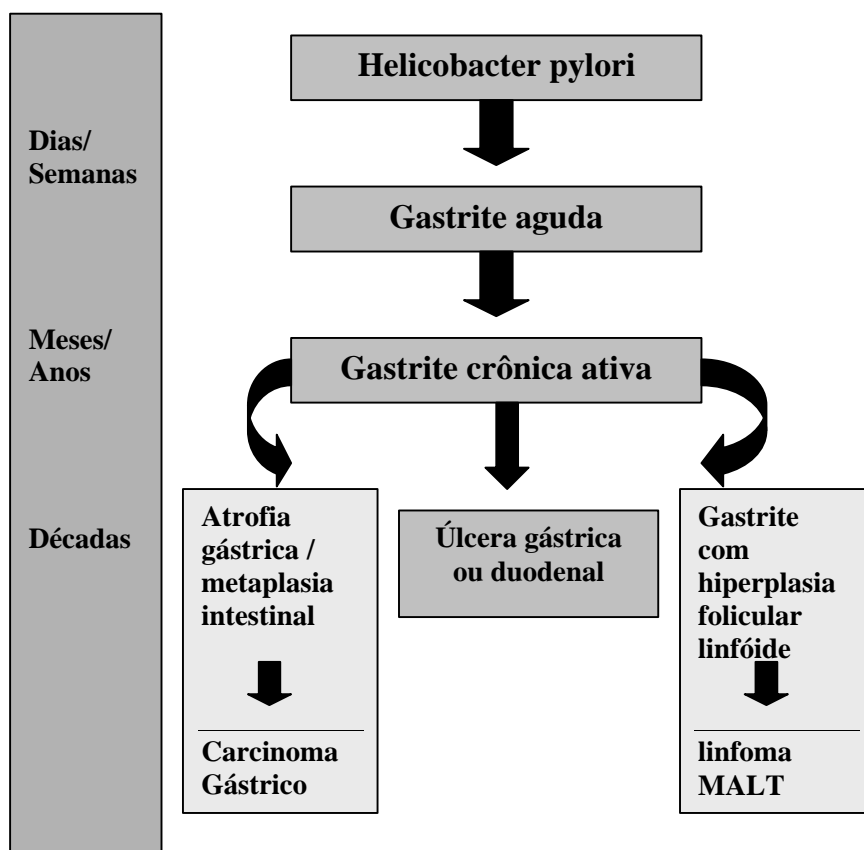 Helicobacter pylori
Dias/
Semanas
Gastrite aguda
Meses/
Anos
Gastrite crônica ativa
Décadas
Atrofia
gástrica /
metaplasia
intestinal
Carcinoma
Gástrico
Úlcera gástrica
ou duodenal
Gastrite
com
hiperplasia
folicular
linfóide
linfoma
MALT